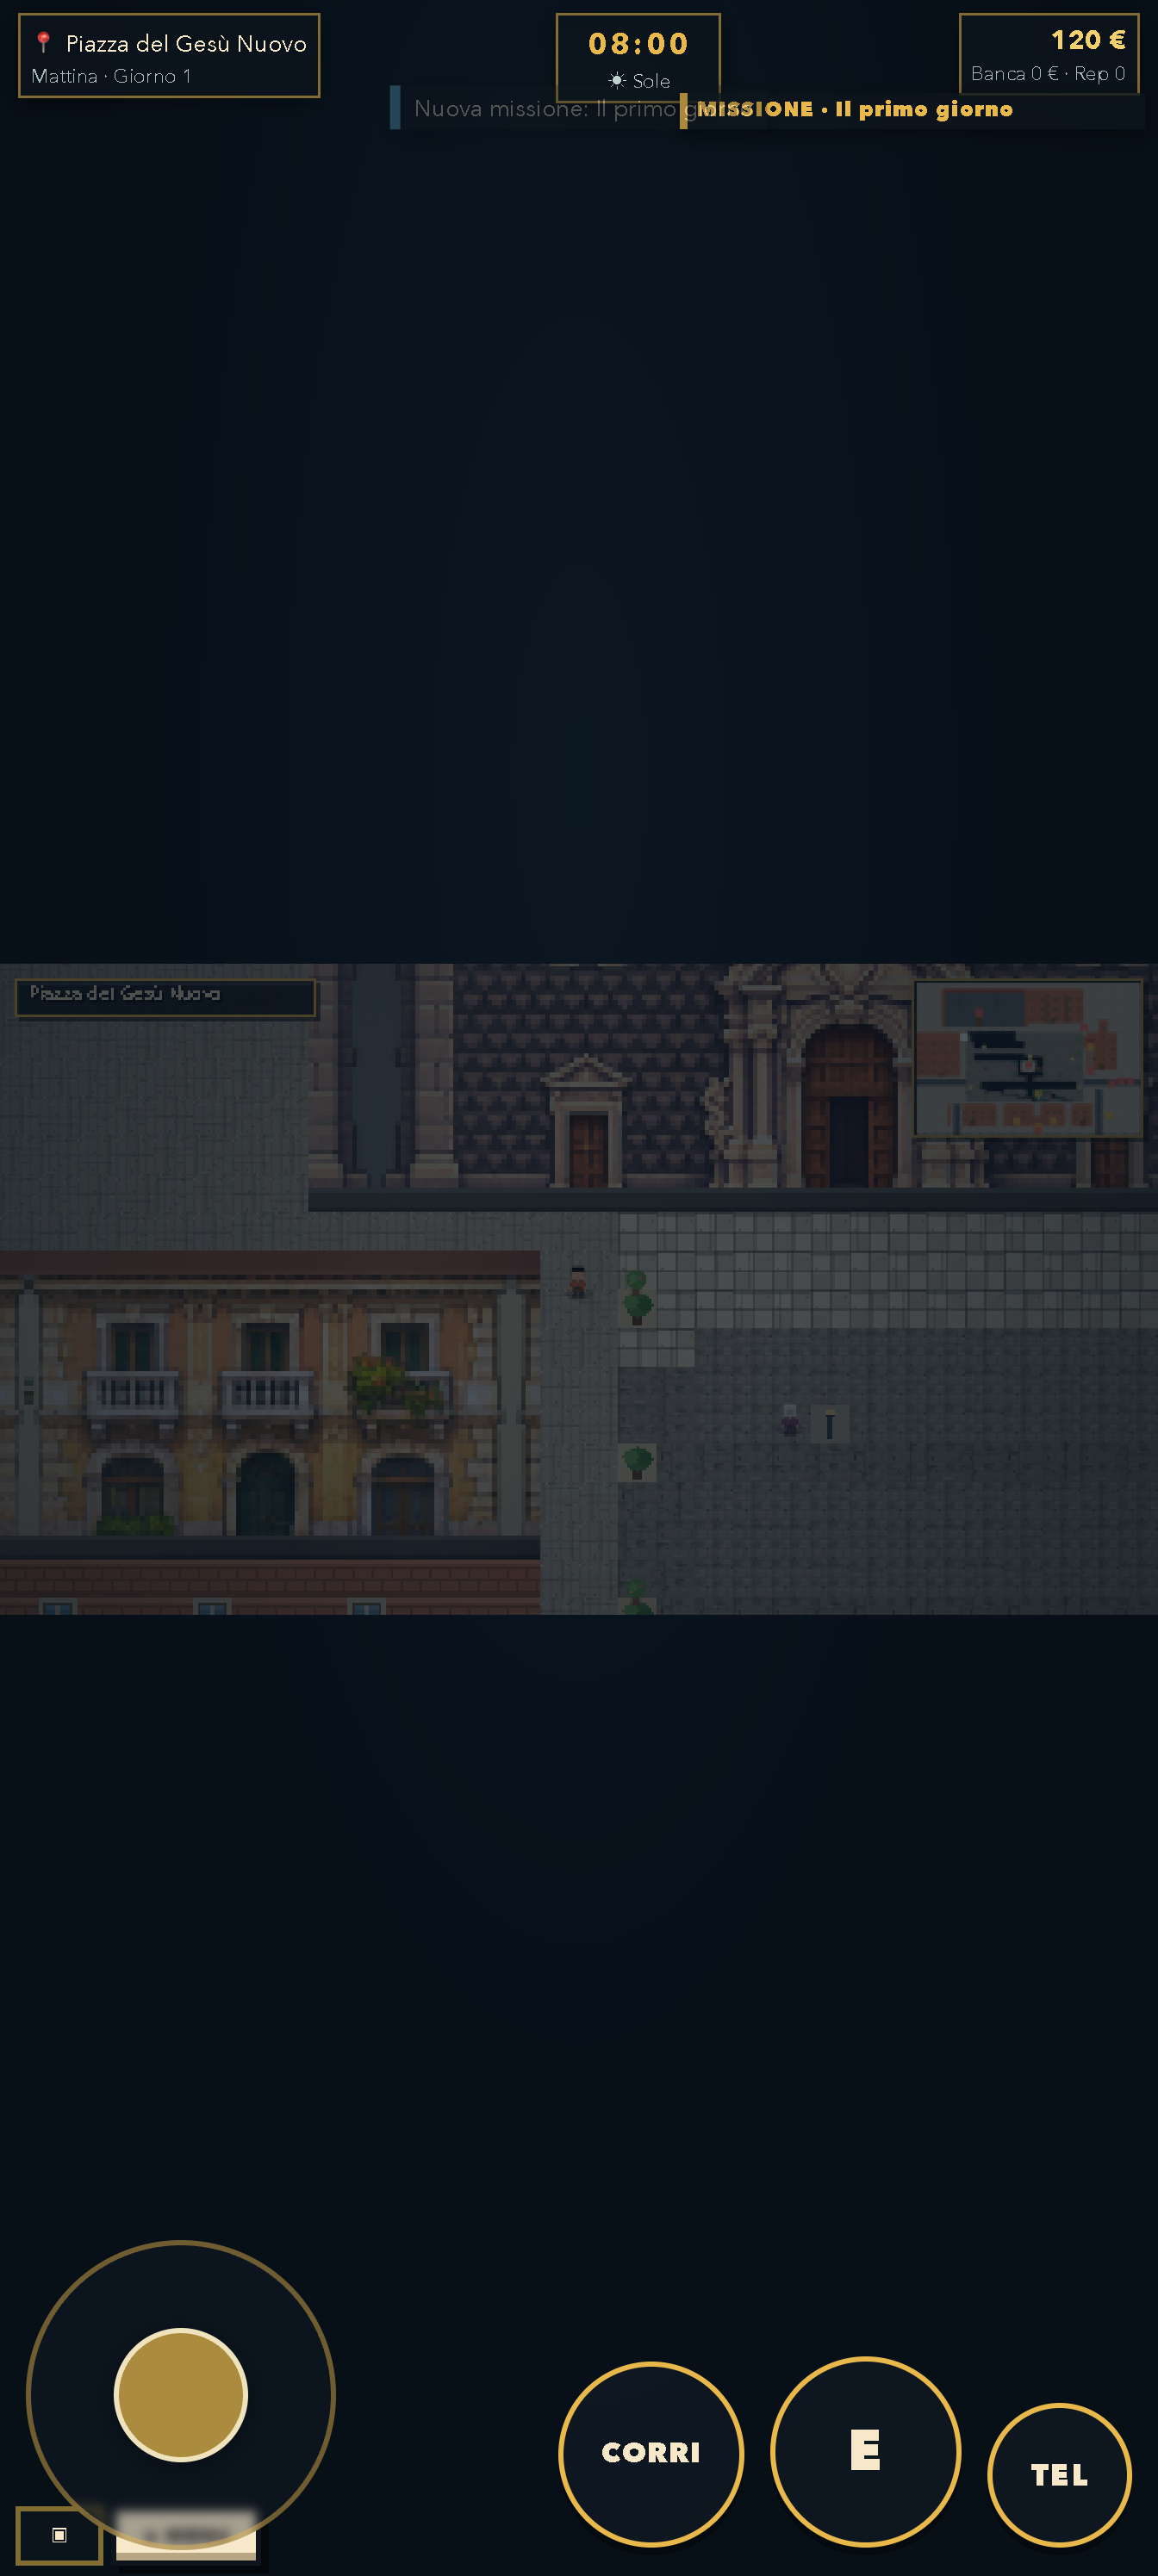 📍 Piazza del Gesù Nuovo
Mattina · Giorno 1
08:00
☀ Sole
120 €
Banca 0 € · Rep 0
Nuova missione: Il primo
MISSIONE · Il primo giorno
Piazza del Gesù Nuovo
CORRI
E
TEL